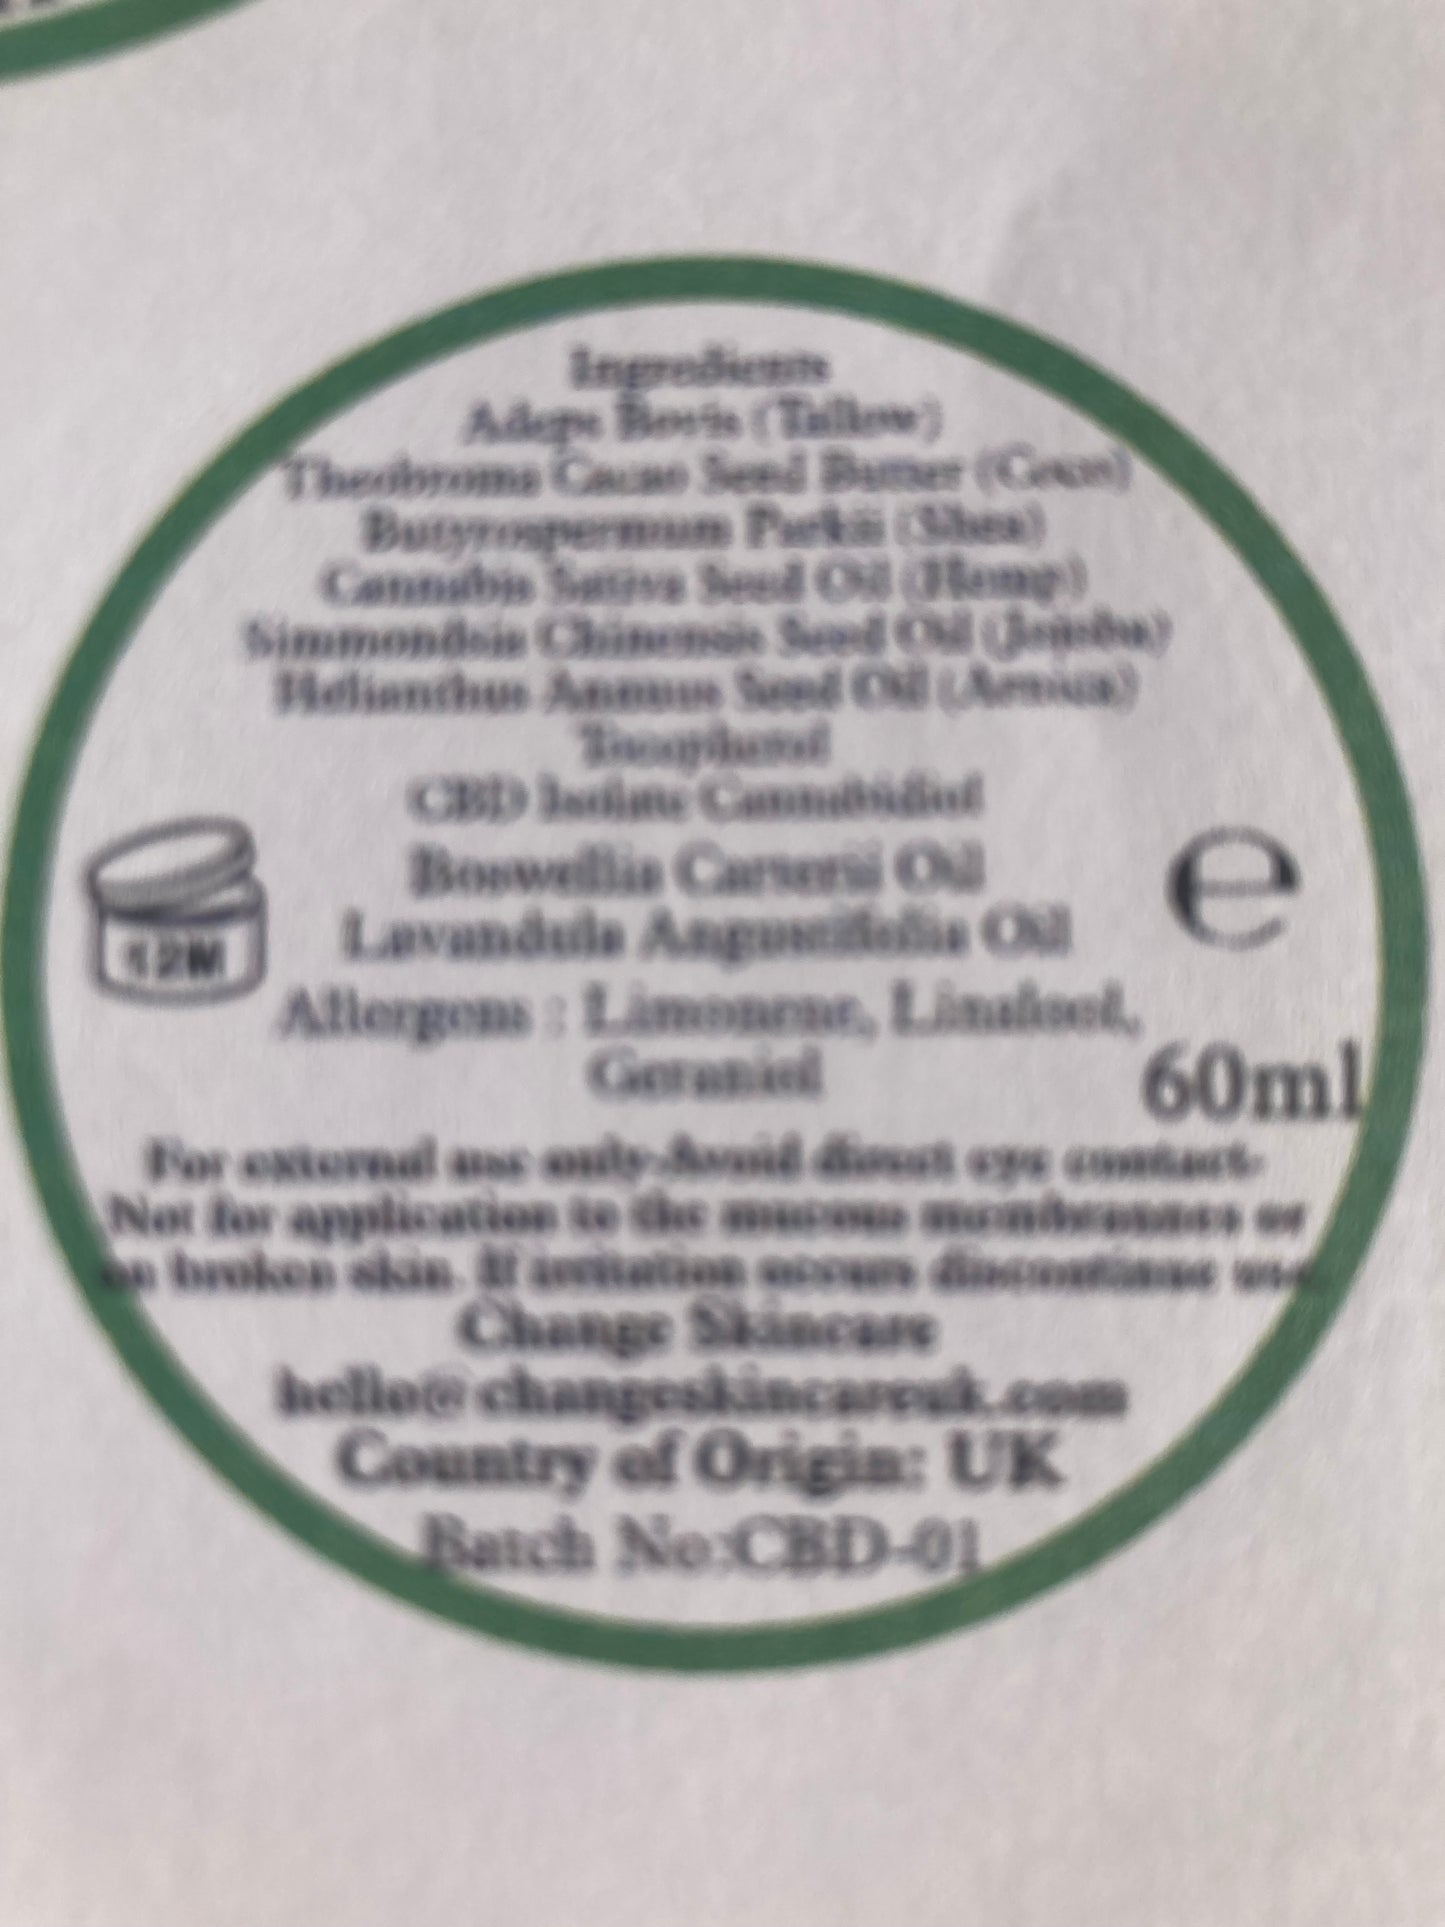 Ingredients
Adeps Bovis (Tallow)
Theobroma Cacao Seed Butter (Coco)
Butyrospermum Parkii (Shea)
Cannabis Sativa Seed Oil (Hemp)
Simmondsia Chinensis Seed Oil (Jojoba)
Helianthus Annuus Seed Oil (Arnica)
Tocopherol
CBD Isolate Cannabidiol
Boswellia Carterii Oil
Lavandula Angustifolia Oil
Allergens : Limonene, Linalool,
Geraniol
12M
e
60ml
For external use only-Avoid direct eye contact-
Not for application to the mucous or
on broken skin. If irritation occurs discontinue use
Change Skincare
hello@changeskincareuk.com
Country of Origin: UK
Batch No:CBD-01